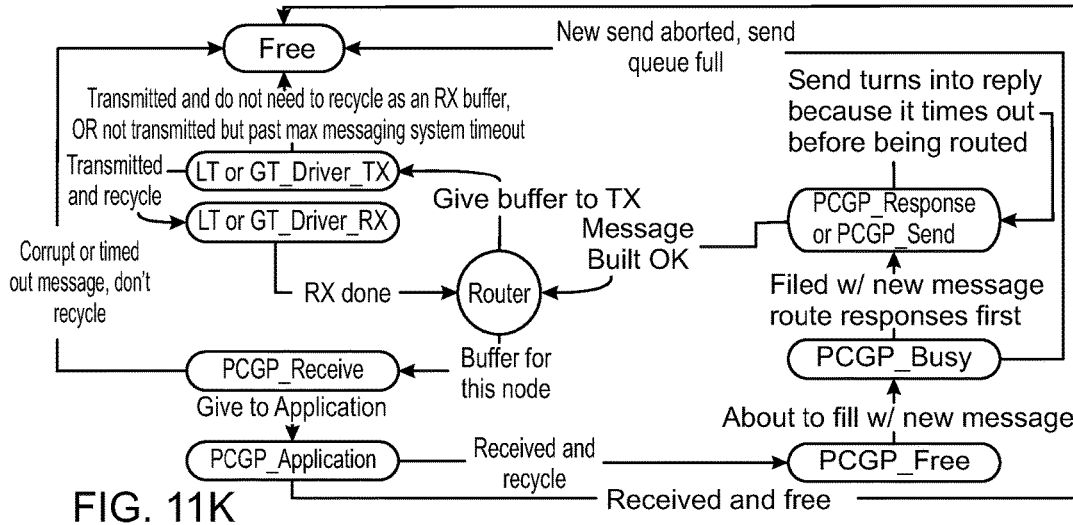 Free
New send aborted, send
queue full
Transmitted and do not need to recycle as an RX buffer,
OR not transmitted but past max messaging system timeout
Send turns into reply
because it times out
before being routed
Transmitted
and recycle
LT or GT_Driver_TX
LT or GT_Driver_RX
Give buffer to TX
Message
Built OK
PCGP_Response
or PCGP_Send
Corrupt or timed
out message, don't
recycle
RX done
Router
Filed w/ new message
route responses first
PCGP_Receive
Buffer for
this node
PCGP_Busy
Give to Application
About to fill w/ new message
PCGP_Application
Received and
recycle
PCGP_Free
Received and free
FIG. 11K